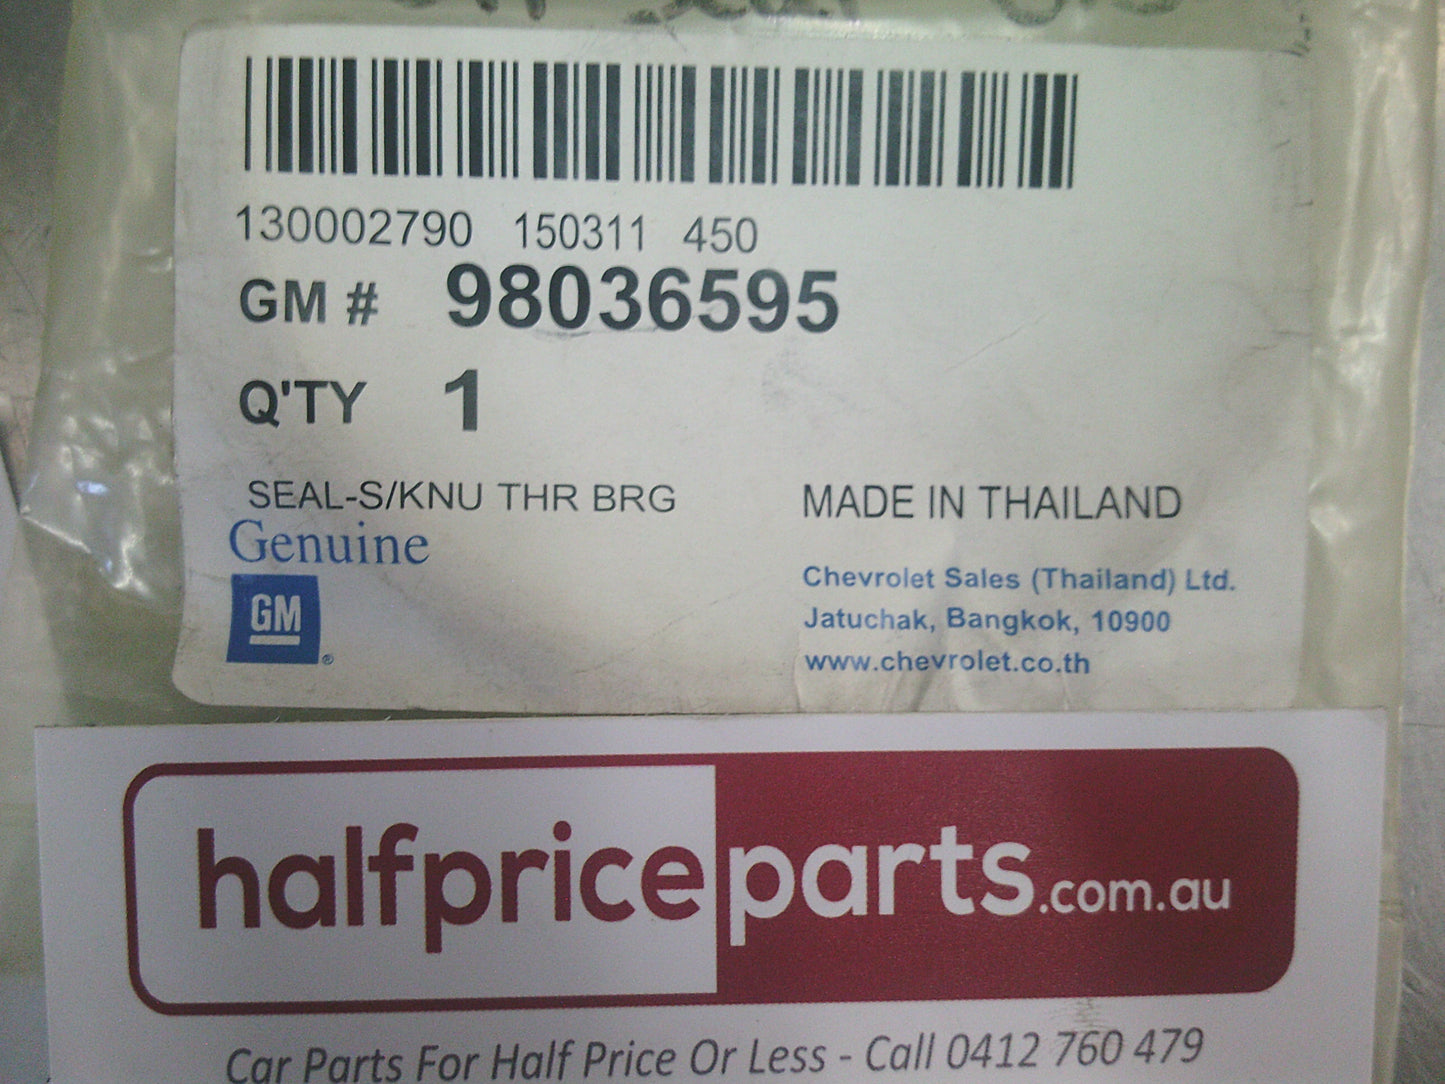 130002790 150311 450
GM # 98036595
Q'TY 1
SEAL-S/KNU THR BRG
MADE IN THAILAND
Genuine
GM ®
Chevrolet Sales (Thailand) Ltd.
Jatuchak, Bangkok, 10900
www.chevrolet.co.th
halfpriceparts.com.au
Car Parts For Half Price Or Less - Call 0412 760 479